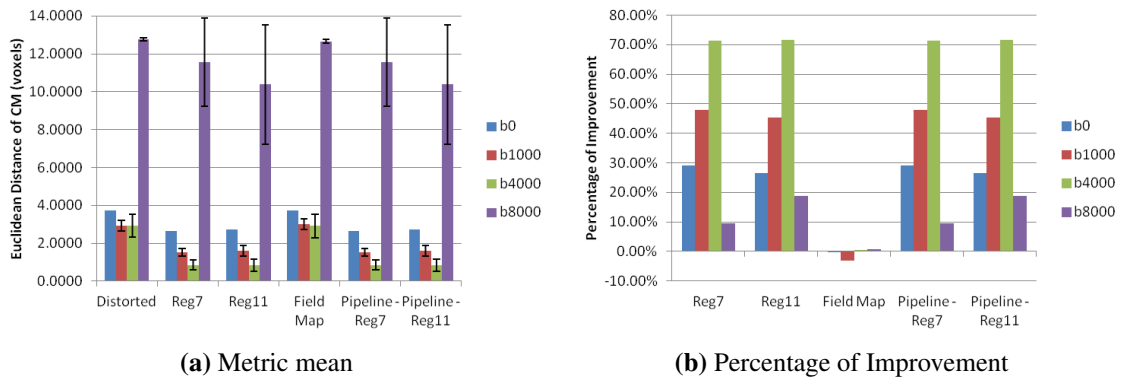 14.0000
12.0000
10.0000
8.0000
6.0000
4.0000
2.0000
0.0000
Euclidean Distance of CM (voxels)
Distorted
Reg7
Reg11
Field Map
Pipeline - Reg7
Pipeline - Reg11
b0
b1000
b4000
b8000
(a) Metric mean
80.00%
70.00%
60.00%
50.00%
40.00%
30.00%
20.00%
10.00%
0.00%
-10.00%
Percentage of Improvement
Reg7
Reg11
Field Map
Pipeline - Reg7
Pipeline - Reg11
b0
b1000
b4000
b8000
(b) Percentage of Improvement